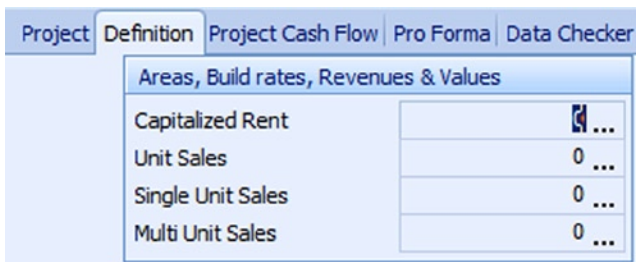 Project Definition Project Cash Flow Pro Forma Data Checker
Areas, Build rates, Revenues & Values
Capitalized Rent 0 ...
Unit Sales 0 ...
Single Unit Sales 0 ...
Multi Unit Sales 0 ...